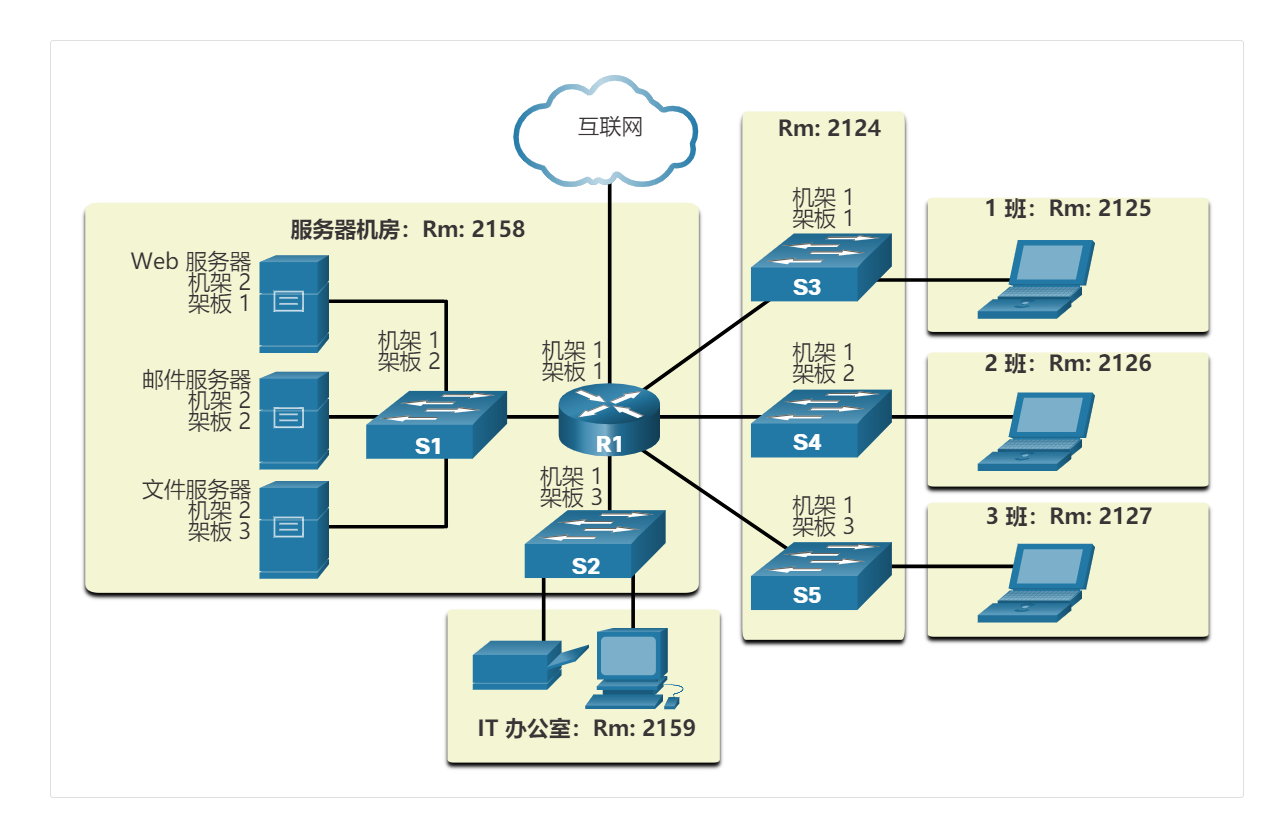 互联网
Rm: 2124
服务器机房：Rm: 2158
Web 服务器
机架 2
架板 1
邮件服务器
机架 2
架板 2
文件服务器
机架 2
架板 3
机架 1
架板 2
S1
机架 1
架板 1
R1
机架 1
架板 3
S2
IT 办公室：Rm: 2159
机架 1
架板 1
S3
机架 1
架板 2
S4
机架 1
架板 3
S5
1 班：Rm: 2125
2 班：Rm: 2126
3 班：Rm: 2127